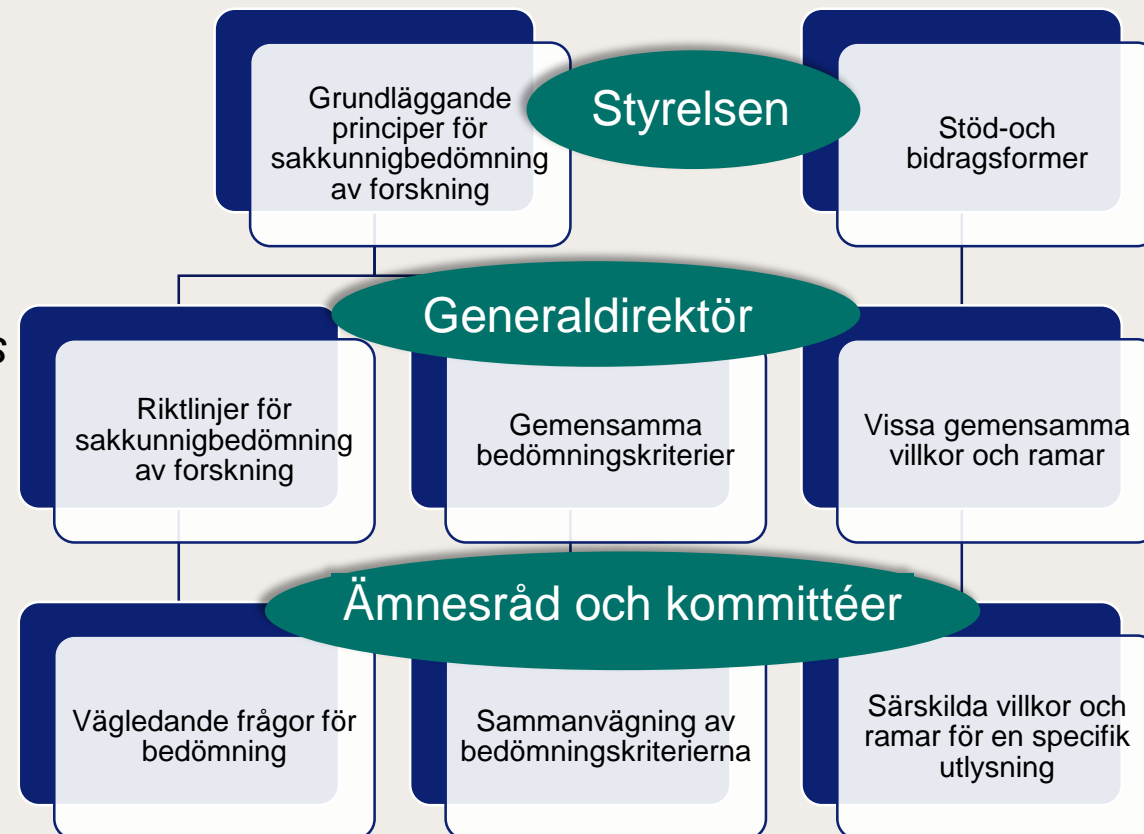 Grundläggande
principer för
sakkunnigbedömning
av forskning
Styrelsen
Stöd-och
bidragsformer
Generaldirektör
s
Riktlinjer för
sakkunnigbedömning
av forskning
Gemensamma
bedömningskriterier
Vissa gemensamma
villkor och ramar
Ämnesråd och kommittéer
Vägledande frågor för
bedömning
Sammanvägning av
bedömningskriterierna
Särskilda villkor och
ramar för en specifik
utlysning